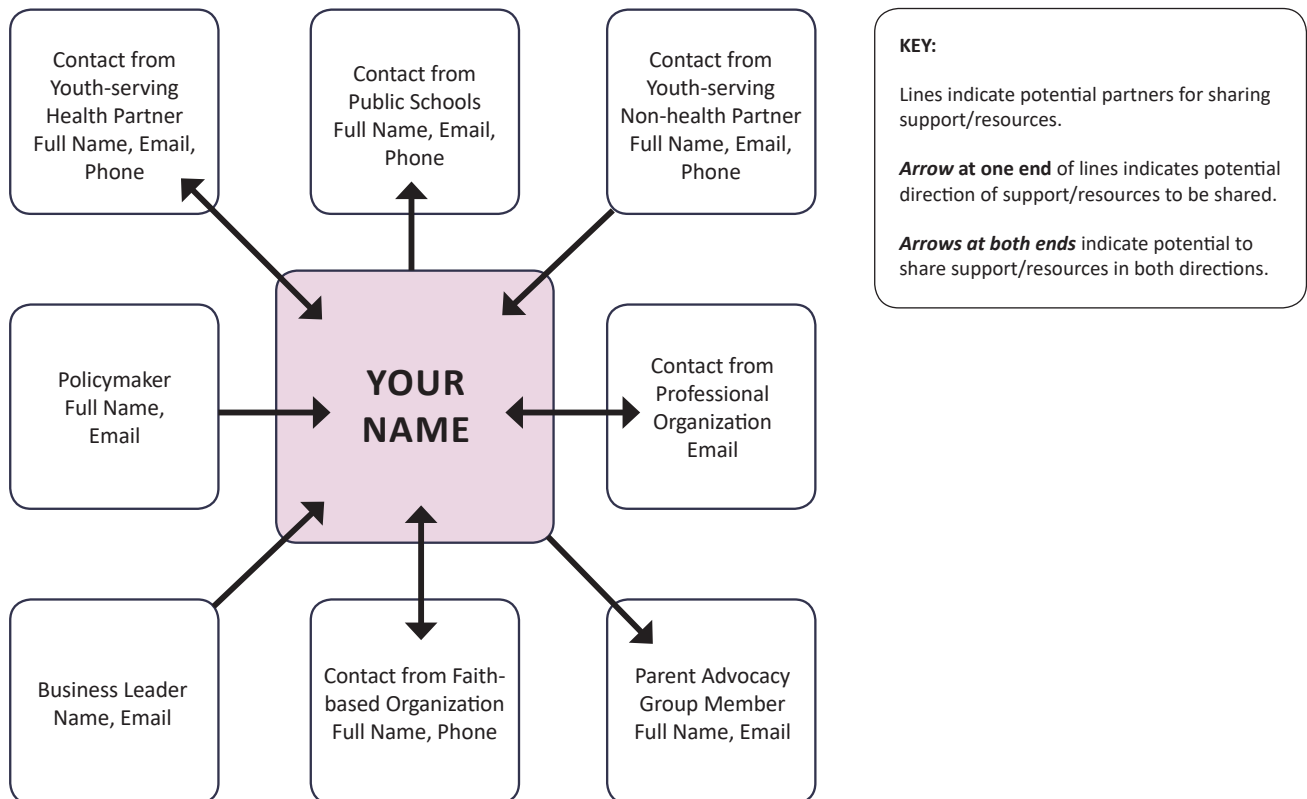 Contact from
Youth-serving
Health Partner
Full Name, Email,
Phone
Contact from
Public Schools
Full Name, Email,
Phone
Contact from
Youth-serving
Non-health Partner
Full Name, Email,
Phone
KEY:
Lines indicate potential partners for sharing
support/resources.
Arrow at one end of lines indicates potential
direction of support/resources to be shared.
Arrows at both ends indicate potential to
share support/resources in both directions.
Policymaker
Full Name,
Email
YOUR
NAME
Contact from
Professional
Organization
Email
Business Leader
Name, Email
Contact from Faith-
based Organization
Full Name, Phone
Parent Advocacy
Group Member
Full Name, Email